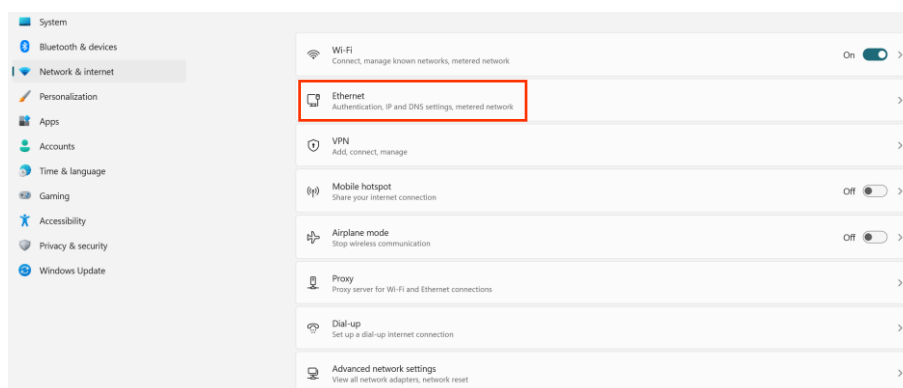 System
Bluetooth & devices
Network & internet
Personalization
Apps
Accounts
Time & language
Gaming
Accessibility
Privacy & security
Windows Update
Wi-Fi
Connect, manage known networks, metered network
On
Ethernet
Authentication, IP and DNS settings, metered network
VPN
Add, connect, manage
Mobile hotspot
Share your internet connection
Off
Airplane mode
Stop wireless communication
Off
Proxy
Proxy server for Wi-Fi and Ethernet connections
Dial-up
Set up a dial-up internet connection
Advanced network settings
View all network adapters, network reset